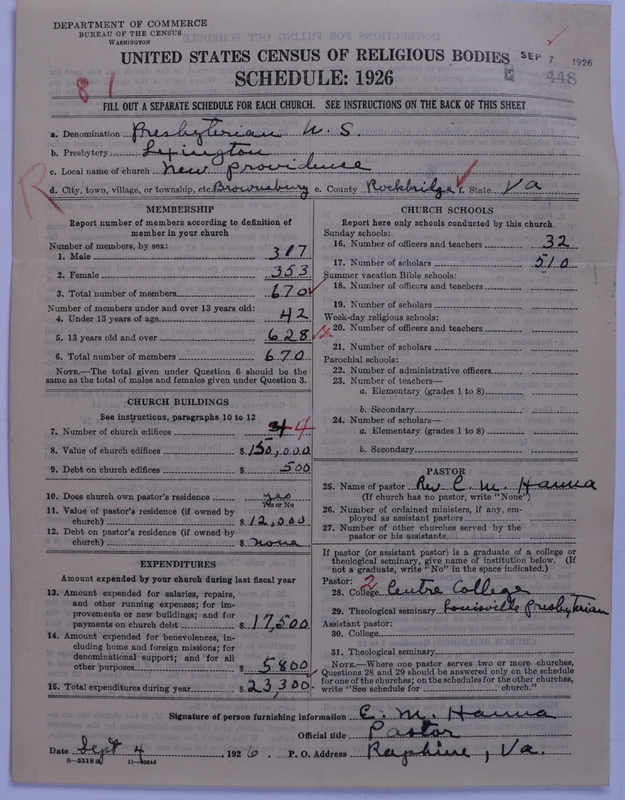 DEPARTMENT OF COMMERCE
BUREAU OF THE CENSUS
WASHINGTON
UNITED STATES CENSUS OF RELIGIOUS BODIES
SEP 7 1926
SCHEDULE: 1926
448
81
FILL OUT A SEPARATE SCHEDULE FOR EACH CHURCH. SEE INSTRUCTIONS ON THE BACK OF THIS SHEET
a. Denomination Presbyterian U. S.
b. Presbytery Lexington
c. Local name of church New Providence
d. City, town, village, or township, etc. Brownsburg e. County Rockbridge f. State Va
R
MEMBERSHIP
Report number of members according to definition of
member in your church
Number of members, by sex:
1. Male 317
2. Female 353
3. Total number of members 670
Number of members under and over 13 years old:
4. Under 13 years of age 42
5. 13 years old and over 628
6. Total number of members 670
NOTE.—The total given under Question 6 should be
same as the total of males and females given under Question 3.
CHURCH BUILDINGS
See instructions, paragraphs 10 to 12
7. Number of church edifices 4
8. Value of church edifices $150,000
9. Debt on church edifices $500
10. Does church own pastor's residence yes
Yes or No
11. Value of pastor's residence (if owned by
church) $12,000
12. Debt on pastor's residence (if owned by
church) $none
EXPENDITURES
Amount expended by your church during last fiscal year
13. Amount expended for salaries, repairs,
and other running expenses; for im-
provements or new buildings; and for
payments on church debt $17,500
14. Amount expended for benevolences, in-
cluding home and foreign missions; for
denominational support; and for all
other purposes $5800
15. Total expenditures during year $23,300
CHURCH SCHOOLS
Report here only schools conducted by this church
Sunday schools:
16. Number of officers and teachers 32
17. Number of scholars 510
Summer vacation Bible schools:
18. Number of officers and teachers
19. Number of scholars
Week-day religious schools:
20. Number of officers and teachers
21. Number of scholars
Parochial schools:
22. Number of administrative officers
23. Number of teachers—
a. Elementary (grades 1 to 8)
b. Secondary
24. Number of scholars—
a. Elementary (grades 1 to 8)
b. Secondary
PASTOR
25. Name of pastor Rev E. M. Hanna
(If church has no pastor, write "None")
26. Number of ordained ministers, if any, em-
ployed as assistant pastors
27. Number of other churches served by the
pastor or his assistants
If pastor (or assistant pastor) is a graduate of a college or
theological seminary, give name of institution below. (If
not a graduate, write "No" in the space indicated.)
Pastor: 2
28. College Centre College
29. Theological seminary Louisville Presbyterian
Assistant pastor:
30. College
31. Theological seminary
NOTE.—Where one pastor serves two or more churches,
Questions 28 and 29 should be answered only on the schedule
for one of the churches; on the schedules for the other churches,
write "See schedule for church."
Signature of person furnishing information E. M. Hanna
Official title Pastor
Date Sept 4, 1926. P. O. Address Raphine, Va.